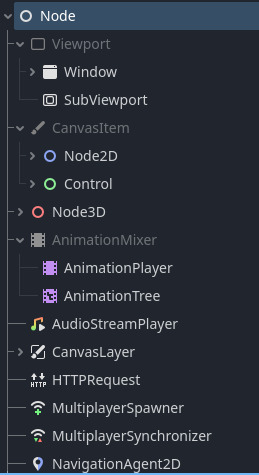 Node
Viewport
Window
SubViewport
CanvasItem
Node2D
Control
Node3D
AnimationMixer
AnimationPlayer
AnimationTree
AudioStreamPlayer
CanvasLayer
HTTP HTTPRequest
MultiplayerSpawner
MultiplayerSynchronizer
NavigationAgent2D